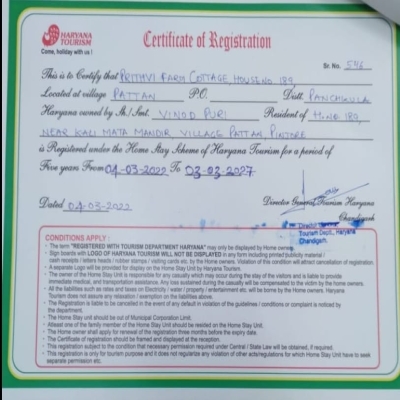 HARYANA
TOURISM
Come, holiday with us !
Certificate of Registration
Sr. No. 546
This is to Certify that PRITHVI FARM COTTAGE, HOUSE NO 189,
Located at village PATTAN P.O. Distt. PANCHKULA
Haryana owned by Sh./Smt. VINOD PURI Resident of H.NO 189,
NEAR KALI MATA MANDIR VILLAGE PATTAN, PINJORE
is Registered under the Home Stay Scheme of Haryana Tourism for a period of
Five years From 04-03-2022 To 03-03-2027
Dated 04-03-2022
Director General, Tourism Haryana
Chandigarh
Director General
Tourism Deptt., Haryana
Chandigarh.
CONDITIONS APPLY :
- The term "REGISTERED WITH TOURISM DEPARTMENT HARYANA" may only be displayed by Home owners.
- Sign boards with LOGO OF HARYANA TOURISM WILL NOT BE DISPLAYED in any form including printed publicity material / cash receipts / letters heads / rubber stamps / visiting cards etc. by the Home owners. Violation of this condition will attract cancellation of registration.
- A separate Logo will be provided for display on the Home Stay Unit by Haryana Tourism.
- The owner of the Home Stay Unit is responsible for any casuality which may occur during the stay of the visitors and is liable to provide immediate medical, and transportation assistance. Any loss sustained during the casualty will be compensated to the victim by the home owners.
- All the liabilities such as rates and taxes on Electricity / water / property / entertainment etc. will be borne by the home owners. Haryana Tourism does not assures any relaxation / exemption on the liabilities above.
- The Registration is liable to be cancelled in the event of any default in violation of the guidelines / conditions or complaint is noticed by the department.
- The Home Stay unit should be out of Municipal Corporation Limit.
- Atleast one of the family member of the Home Stay Unit should be resided on the Home Stay Unit.
- The Home owner shall apply for renewal of the registration three months before the expiry date.
- The Certificate of registration should be framed and displayed at the reception.
- This registration subject to the condition that necessary permission required under Central / State Law will be obtained, if required.
- This registration is only for tourism purpose and it does not regularize any violation of other acts/regulations for which Home Stay unit have to seek separate permission etc.